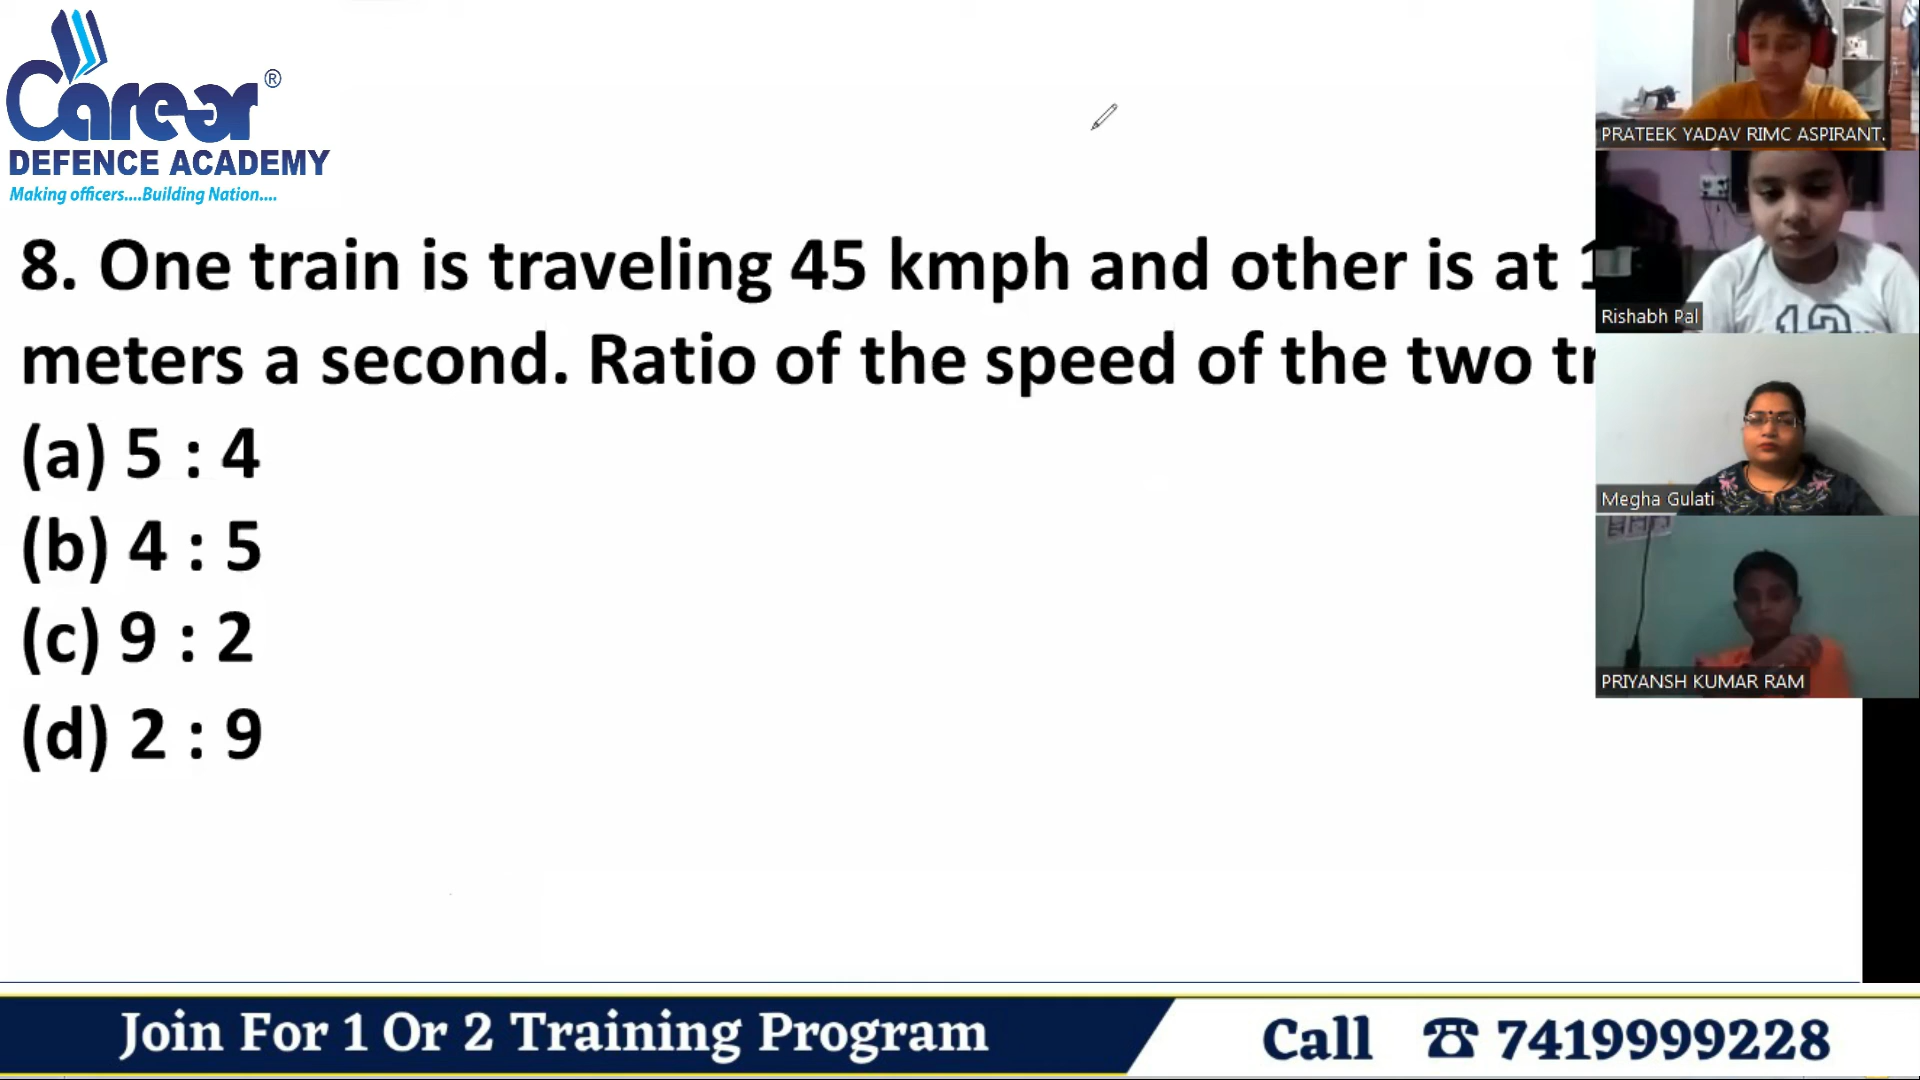 Career®
DEFENCE ACADEMY
Making officers....Building Nation....
8. One train is traveling 45 kmph and other is at
meters a second. Ratio of the speed of the two
(a) 5 : 4
(b) 4 : 5
(c) 9 : 2
(d) 2 : 9
PRATEEK YADAV RIMC ASPIRANT.
Rishabh Pal
Megha Gulati
PRIYANSH KUMAR RAM
Join For 1 Or 2 Training Program
Call ☎ 7419999228